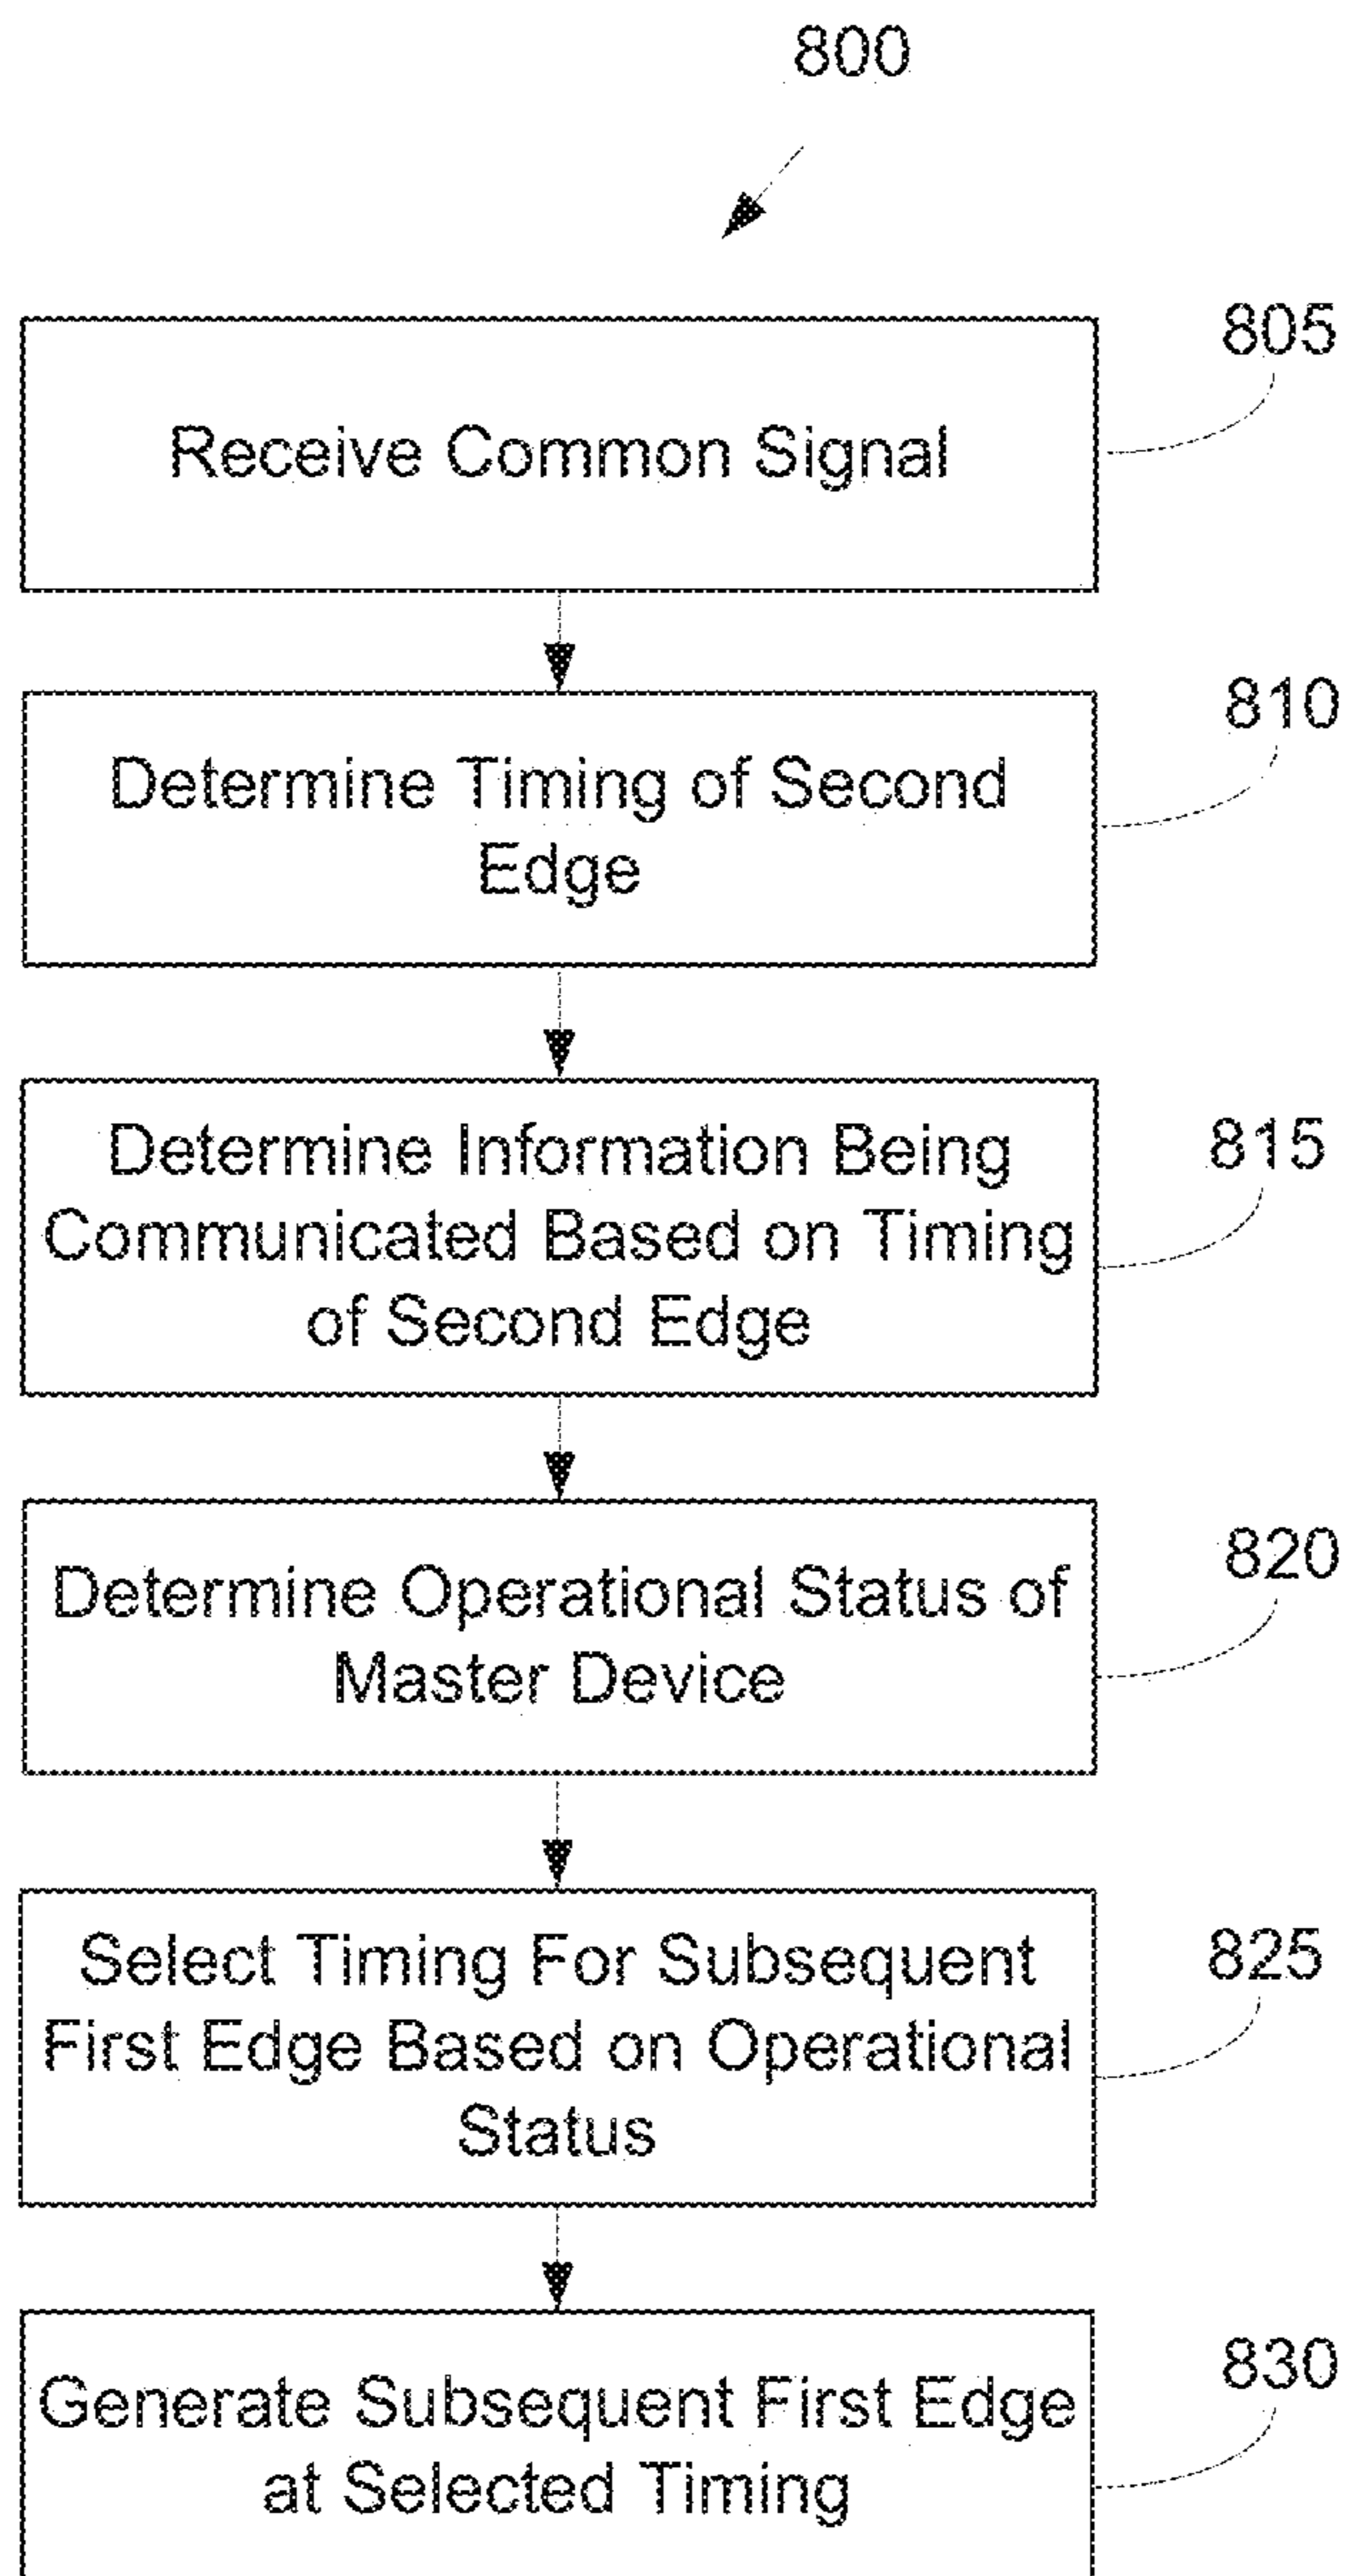 800
805
Receive Common Signal
810
Determine Timing of Second
Edge
815
Determine Information Being
Communicated Based on Timing
of Second Edge
820
Determine Operational Status of
Master Device
825
Select Timing For Subsequent
First Edge Based on Operational
Status
830
Generate Subsequent First Edge
at Selected Timing